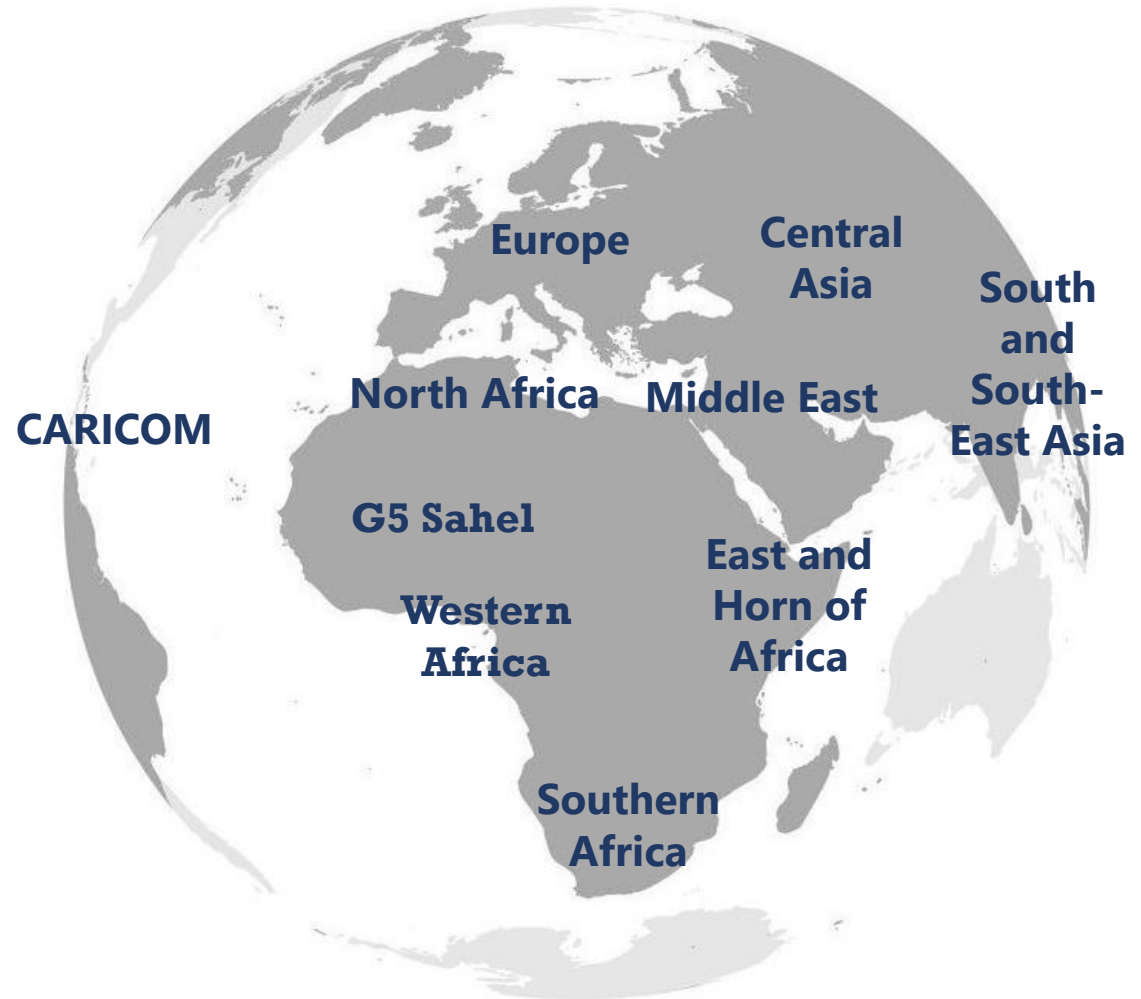 Europe
Central
Asia
South
and
South-
East Asia
North Africa
Middle East
CARICOM
G5 Sahel
East and
Horn of
Africa
Western
Africa
Southern
Africa